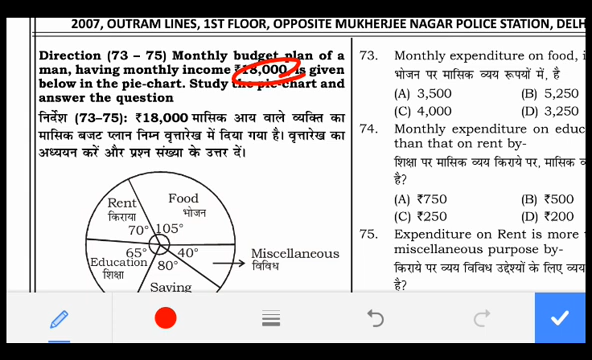 2007, OUTRAM LINES, 1ST FLOOR, OPPOSITE MUKHERJEE NAGAR POLICE STATION, DELH
Direction (73 – 75) Monthly budget plan of a
man, having monthly income ₹18,000 is given
below in the pie-chart. Study the pie-chart and
answer the question
निर्देश (73–75): ₹18,000 मासिक आय वाले व्यक्ति का
मासिक बजट प्लान निम्न वृत्तारेख में दिया गया है। वृत्तारेख का
अध्ययन करें और प्रश्न संख्या के उत्तर दें।
Rent
किराया
70°
Food
भोजन
105°
65°
Education
शिक्षा
40°
80°
Saving
Miscellaneous
विविध
73. Monthly expenditure on food, i
भोजन पर मासिक व्यय रूपयों में, है
(A) 3,500 (B) 5,250
(C) 4,000 (D) 3,250
74. Monthly expenditure on educ
than that on rent by-
शिक्षा पर मासिक व्यय किराये पर, मासिक व
है?
(A) ₹750 (B) ₹500
(C) ₹250 (D) ₹200
75. Expenditure on Rent is more
miscellaneous purpose by-
किराये पर व्यय विविध उद्देश्यों के लिए व्यय
है?